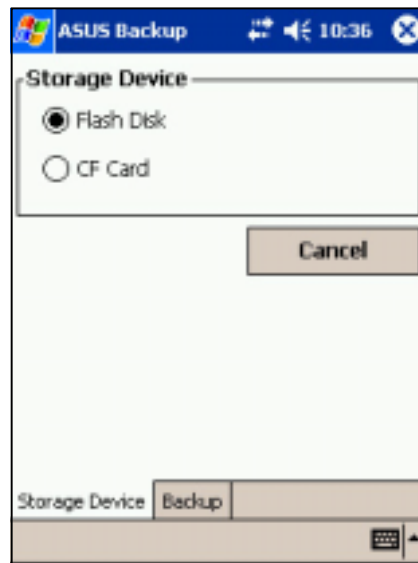 ASUS Backup 10:36
Storage Device
Flash Disk
CF Card
Cancel
Storage Device Backup